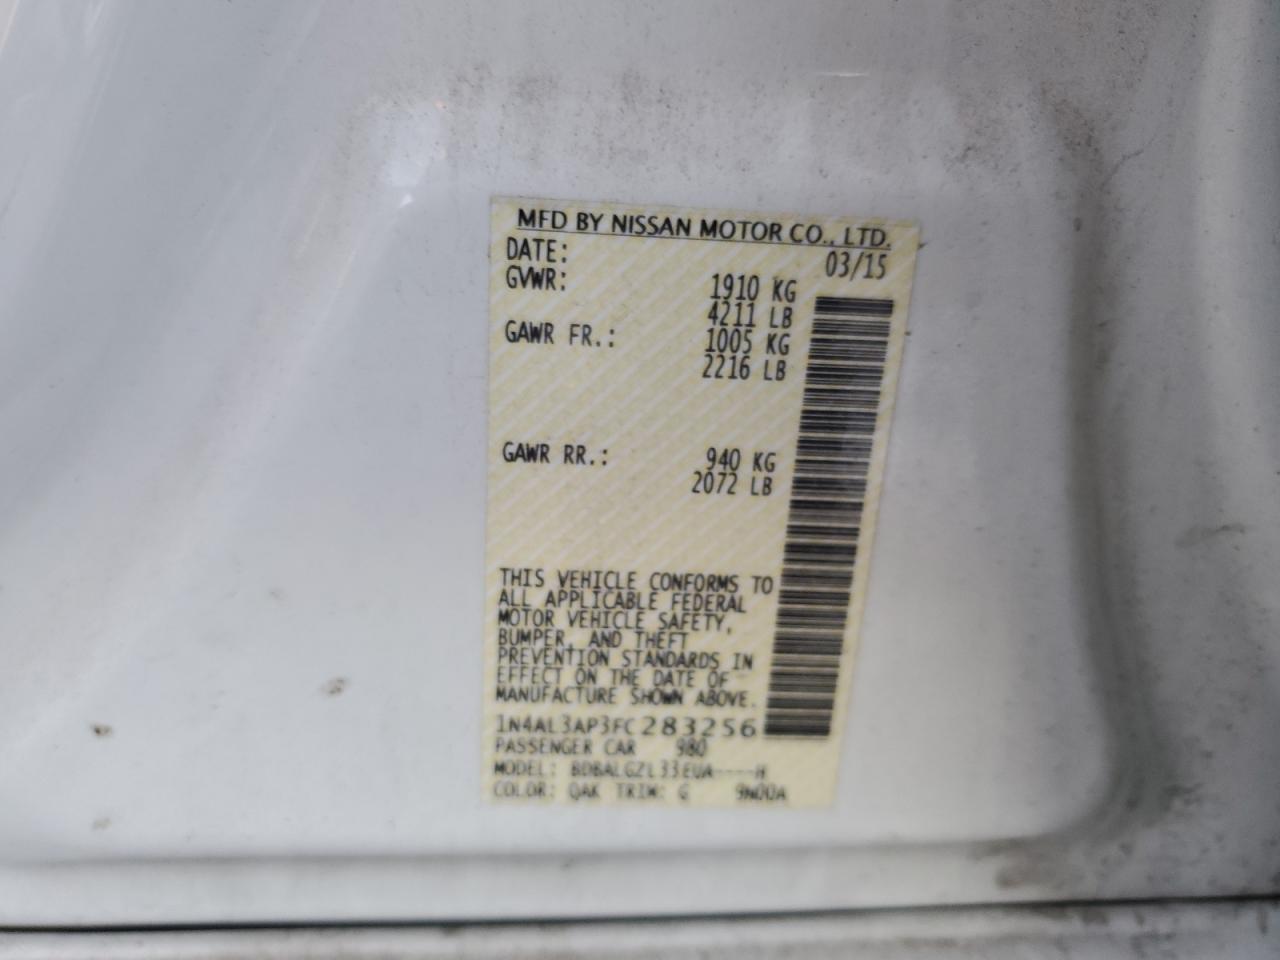 MFD BY NISSAN MOTOR CO., LTD.
DATE: 03/15
GVWR: 1910 KG
4211 LB
GAWR FR.: 1005 KG
2216 LB
GAWR RR.: 940 KG
2072 LB
THIS VEHICLE CONFORMS TO
ALL APPLICABLE FEDERAL
MOTOR VEHICLE SAFETY,
BUMPER, AND THEFT
PREVENTION STANDARDS IN
EFFECT ON THE DATE OF
MANUFACTURE SHOWN ABOVE.
1N4AL3AP3FC283256
PASSENGER CAR 980
MODEL: BDBALGZL33EUA----H
COLOR: QAK TRIM: G